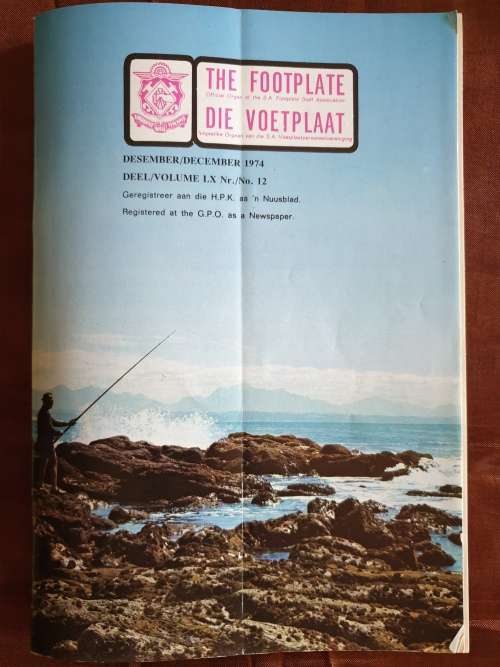 THE FOOTPLATE
Official Organ of the S.A. Footplate Staff Association
DIE VOETPLAAT
Amptelike Orgaan van die S.A. Voetplaatpersoneelvereniging
DESEMBER/DECEMBER 1974
DEEL/VOLUME LX Nr./No. 12
Geregistreer aan die H.P.K. as 'n Nuusblad.
Registered at the G.P.O. as a Newspaper.